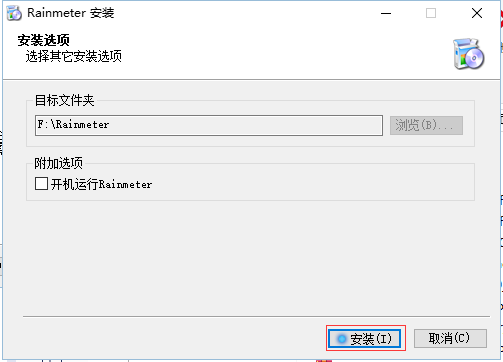 Rainmeter 安装
安装选项
选择其它安装选项
目标文件夹
F:\Rainmeter
浏览(B)...
附加选项
开机运行Rainmeter
安装(I)
取消(C)